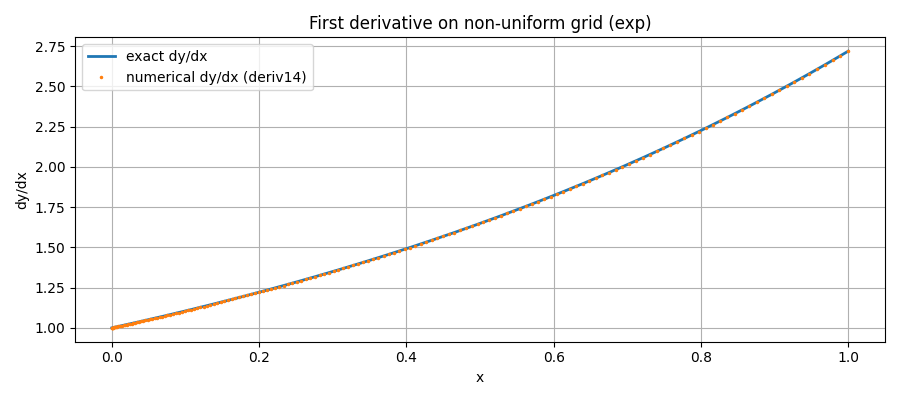 First derivative on non-uniform grid (exp)
exact dy/dx
numerical dy/dx (deriv14)
dy/dx
2.75
2.50
2.25
2.00
1.75
1.50
1.25
1.00
0.0 0.2 0.4 0.6 0.8 1.0
x